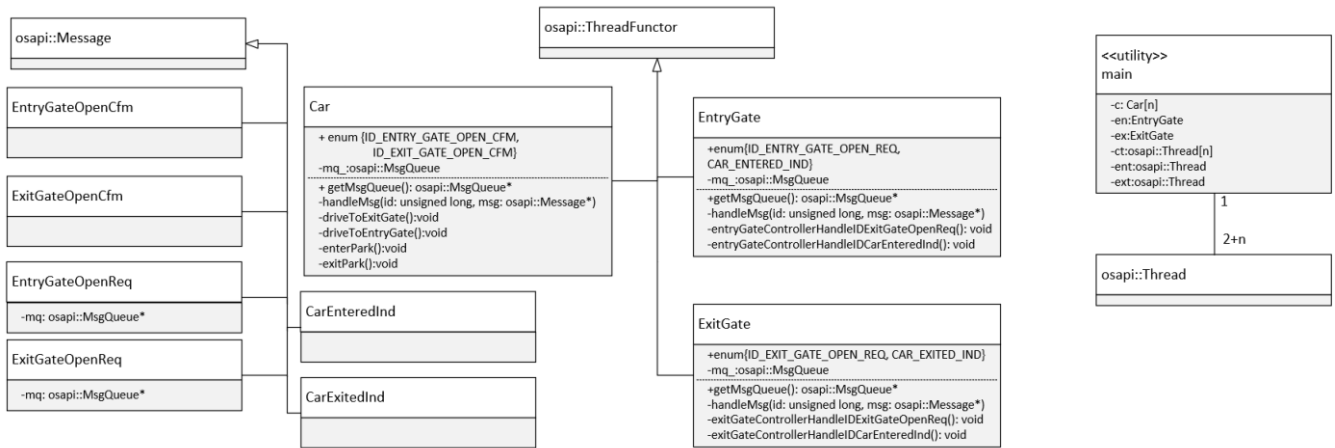 osapi::Message
EntryGateOpenCfm
ExitGateOpenCfm
EntryGateOpenReq
-mq: osapi::MsgQueue*
ExitGateOpenReq
-mq: osapi::MsgQueue*
Car
+ enum {ID_ENTRY_GATE_OPEN_CFM,
ID_EXIT_GATE_OPEN_CFM}
-mq_:osapi::MsgQueue
+ getMsgQueue(): osapi::MsgQueue*
-handleMsg(id: unsigned long, msg: osapi::Message*)
-driveToExitGate():void
-driveToEntryGate():void
-enterPark():void
-exitPark():void
CarEnteredInd
CarExitedInd
osapi::ThreadFunctor
EntryGate
+enum{ID_ENTRY_GATE_OPEN_REQ,
CAR_ENTERED_IND}
-mq_:osapi::MsgQueue
+getMsgQueue(): osapi::MsgQueue*
-handleMsg(id: unsigned long, msg: osapi::Message*)
-entryGateControllerHandleIDExitGateOpenReq(): void
-entryGateControllerHandleIDCarEnteredInd(): void
ExitGate
+enum{ID_EXIT_GATE_OPEN_REQ, CAR_EXITED_IND}
-mq_:osapi::MsgQueue
+getMsgQueue(): osapi::MsgQueue*
-handleMsg(id: unsigned long, msg: osapi::Message*)
-exitGateControllerHandleIDExitGateOpenReq(): void
-exitGateControllerHandleIDCarEnteredInd(): void
<<utility>>
main
-c: Car[n]
-en:EntryGate
-ex:ExitGate
-ct:osapi::Thread[n]
-ent:osapi::Thread
-ext:osapi::Thread
1
2+n
osapi::Thread